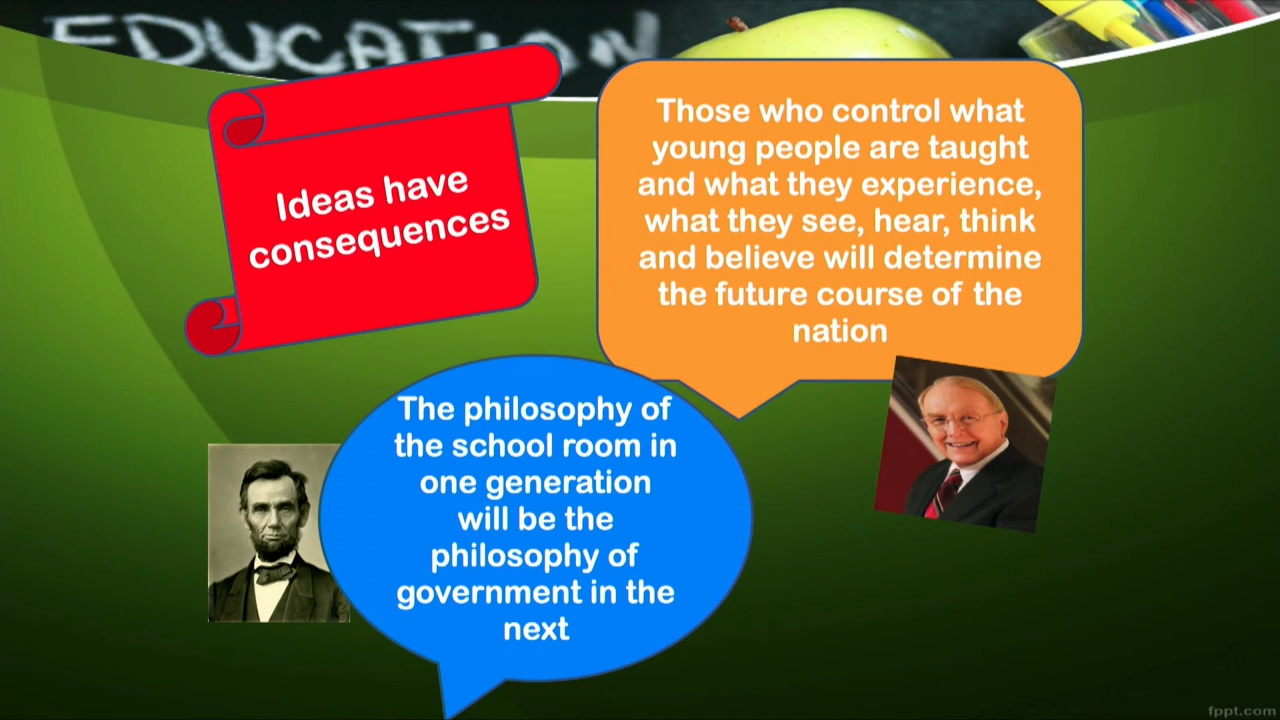 EDUCATION
Ideas have
consequences
Those who control what
young people are taught
and what they experience,
what they see, hear, think
and believe will determine
the future course of the
nation
The philosophy of
the school room in
one generation
will be the
philosophy of
government in the
next
fppt.com